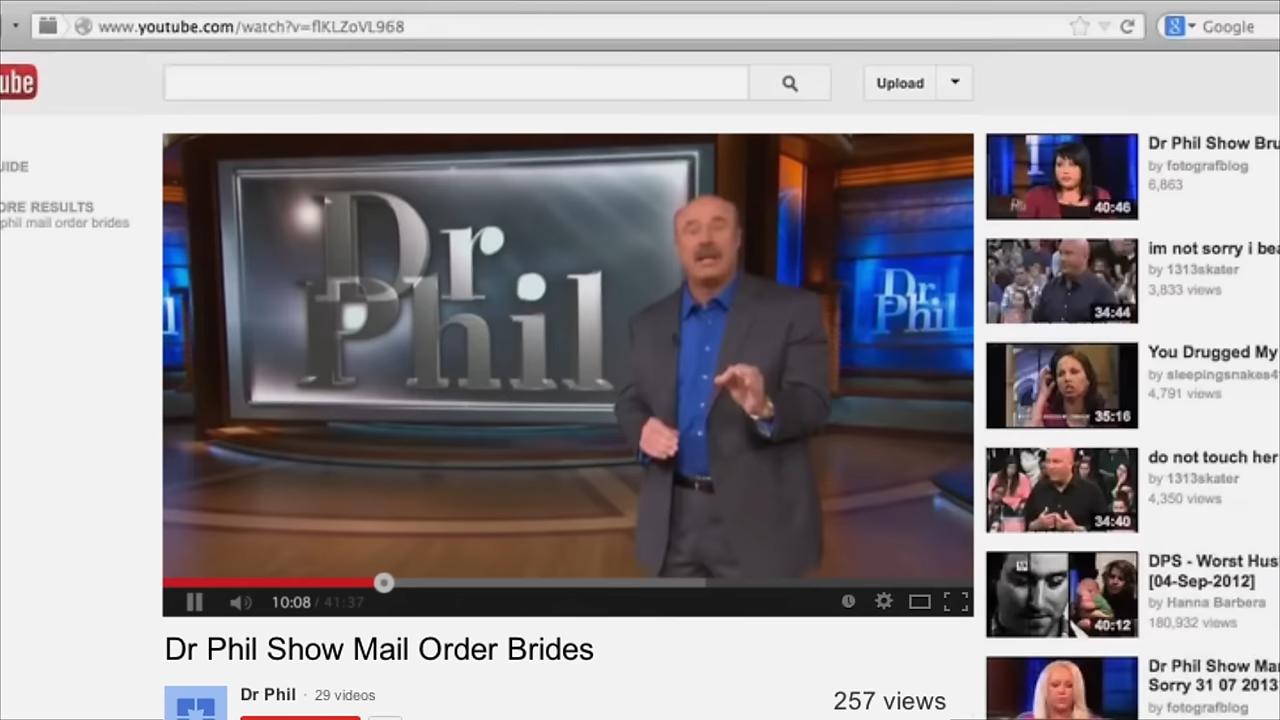 www.youtube.com/watch?v=flKLZoVL968
Google
ube
Upload
UIDE
ORE RESULTS
phil mail order brides
Dr
Phil
Dr.
Phil
10:08 / 41:37
Dr Phil Show Mail Order Brides
Dr Phil · 29 videos
257 views
40:46
Dr Phil Show Bru
by fotografblog
6,863
34:44
im not sorry i bea
by 1313skater
3,833 views
35:16
You Drugged My
by sleepingsnakes4
4,791 views
34:40
do not touch her
by 1313skater
4,350 views
40:12
DPS - Worst Hus
[04-Sep-2012]
by Hanna Barbera
180,932 views
Dr Phil Show Mar
Sorry 31 07 2013
by fotografblog